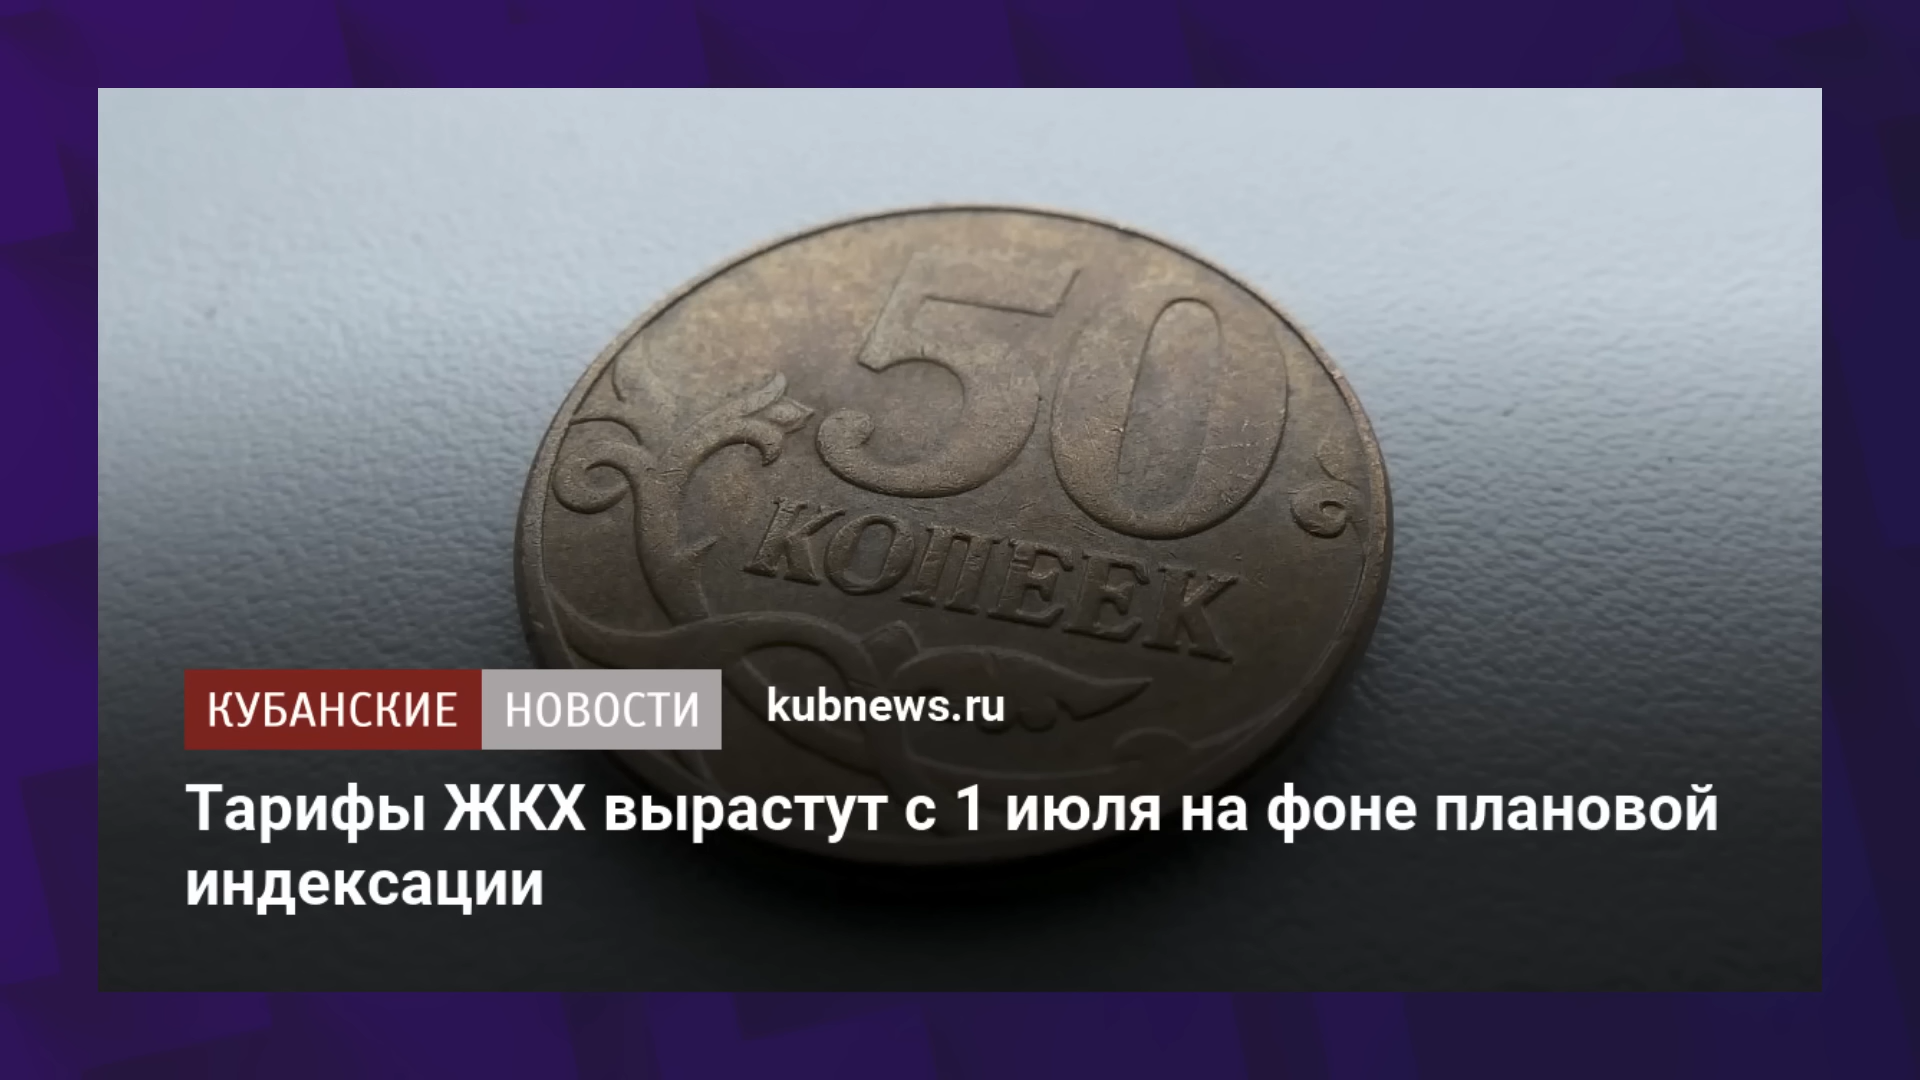 50
КОПЕЕК
КУБАНСКИЕ НОВОСТИ kubnews.ru
Тарифы ЖКХ вырастут с 1 июля на фоне плановой
индексации